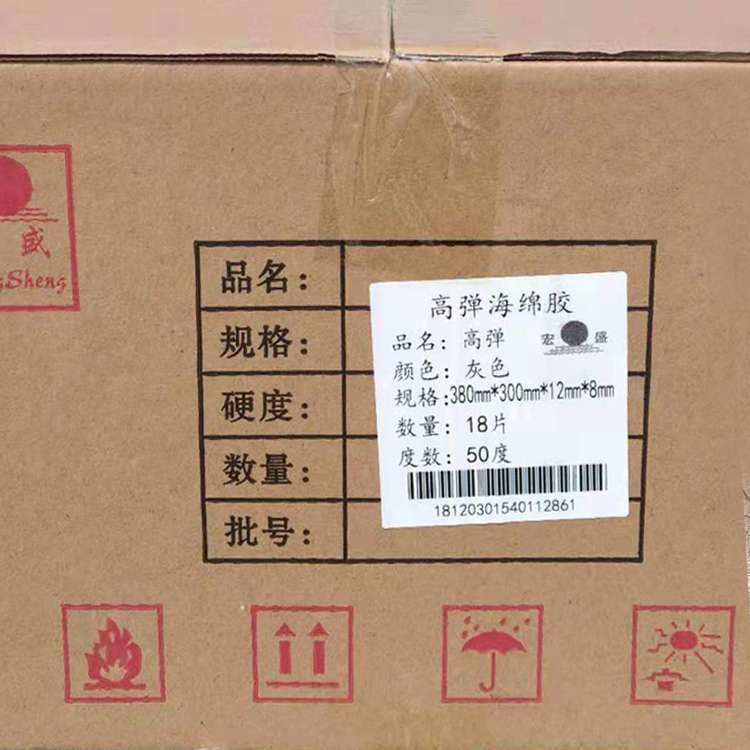 盛
gSheng
品名：
规格：
硬度：
数量：
批号：
高弹海绵胶
品名：高弹
宏 盛
颜色：灰色
规格:380mm*300mm*12mm*8mm
数量：18片
度数：50度
18120301540112861